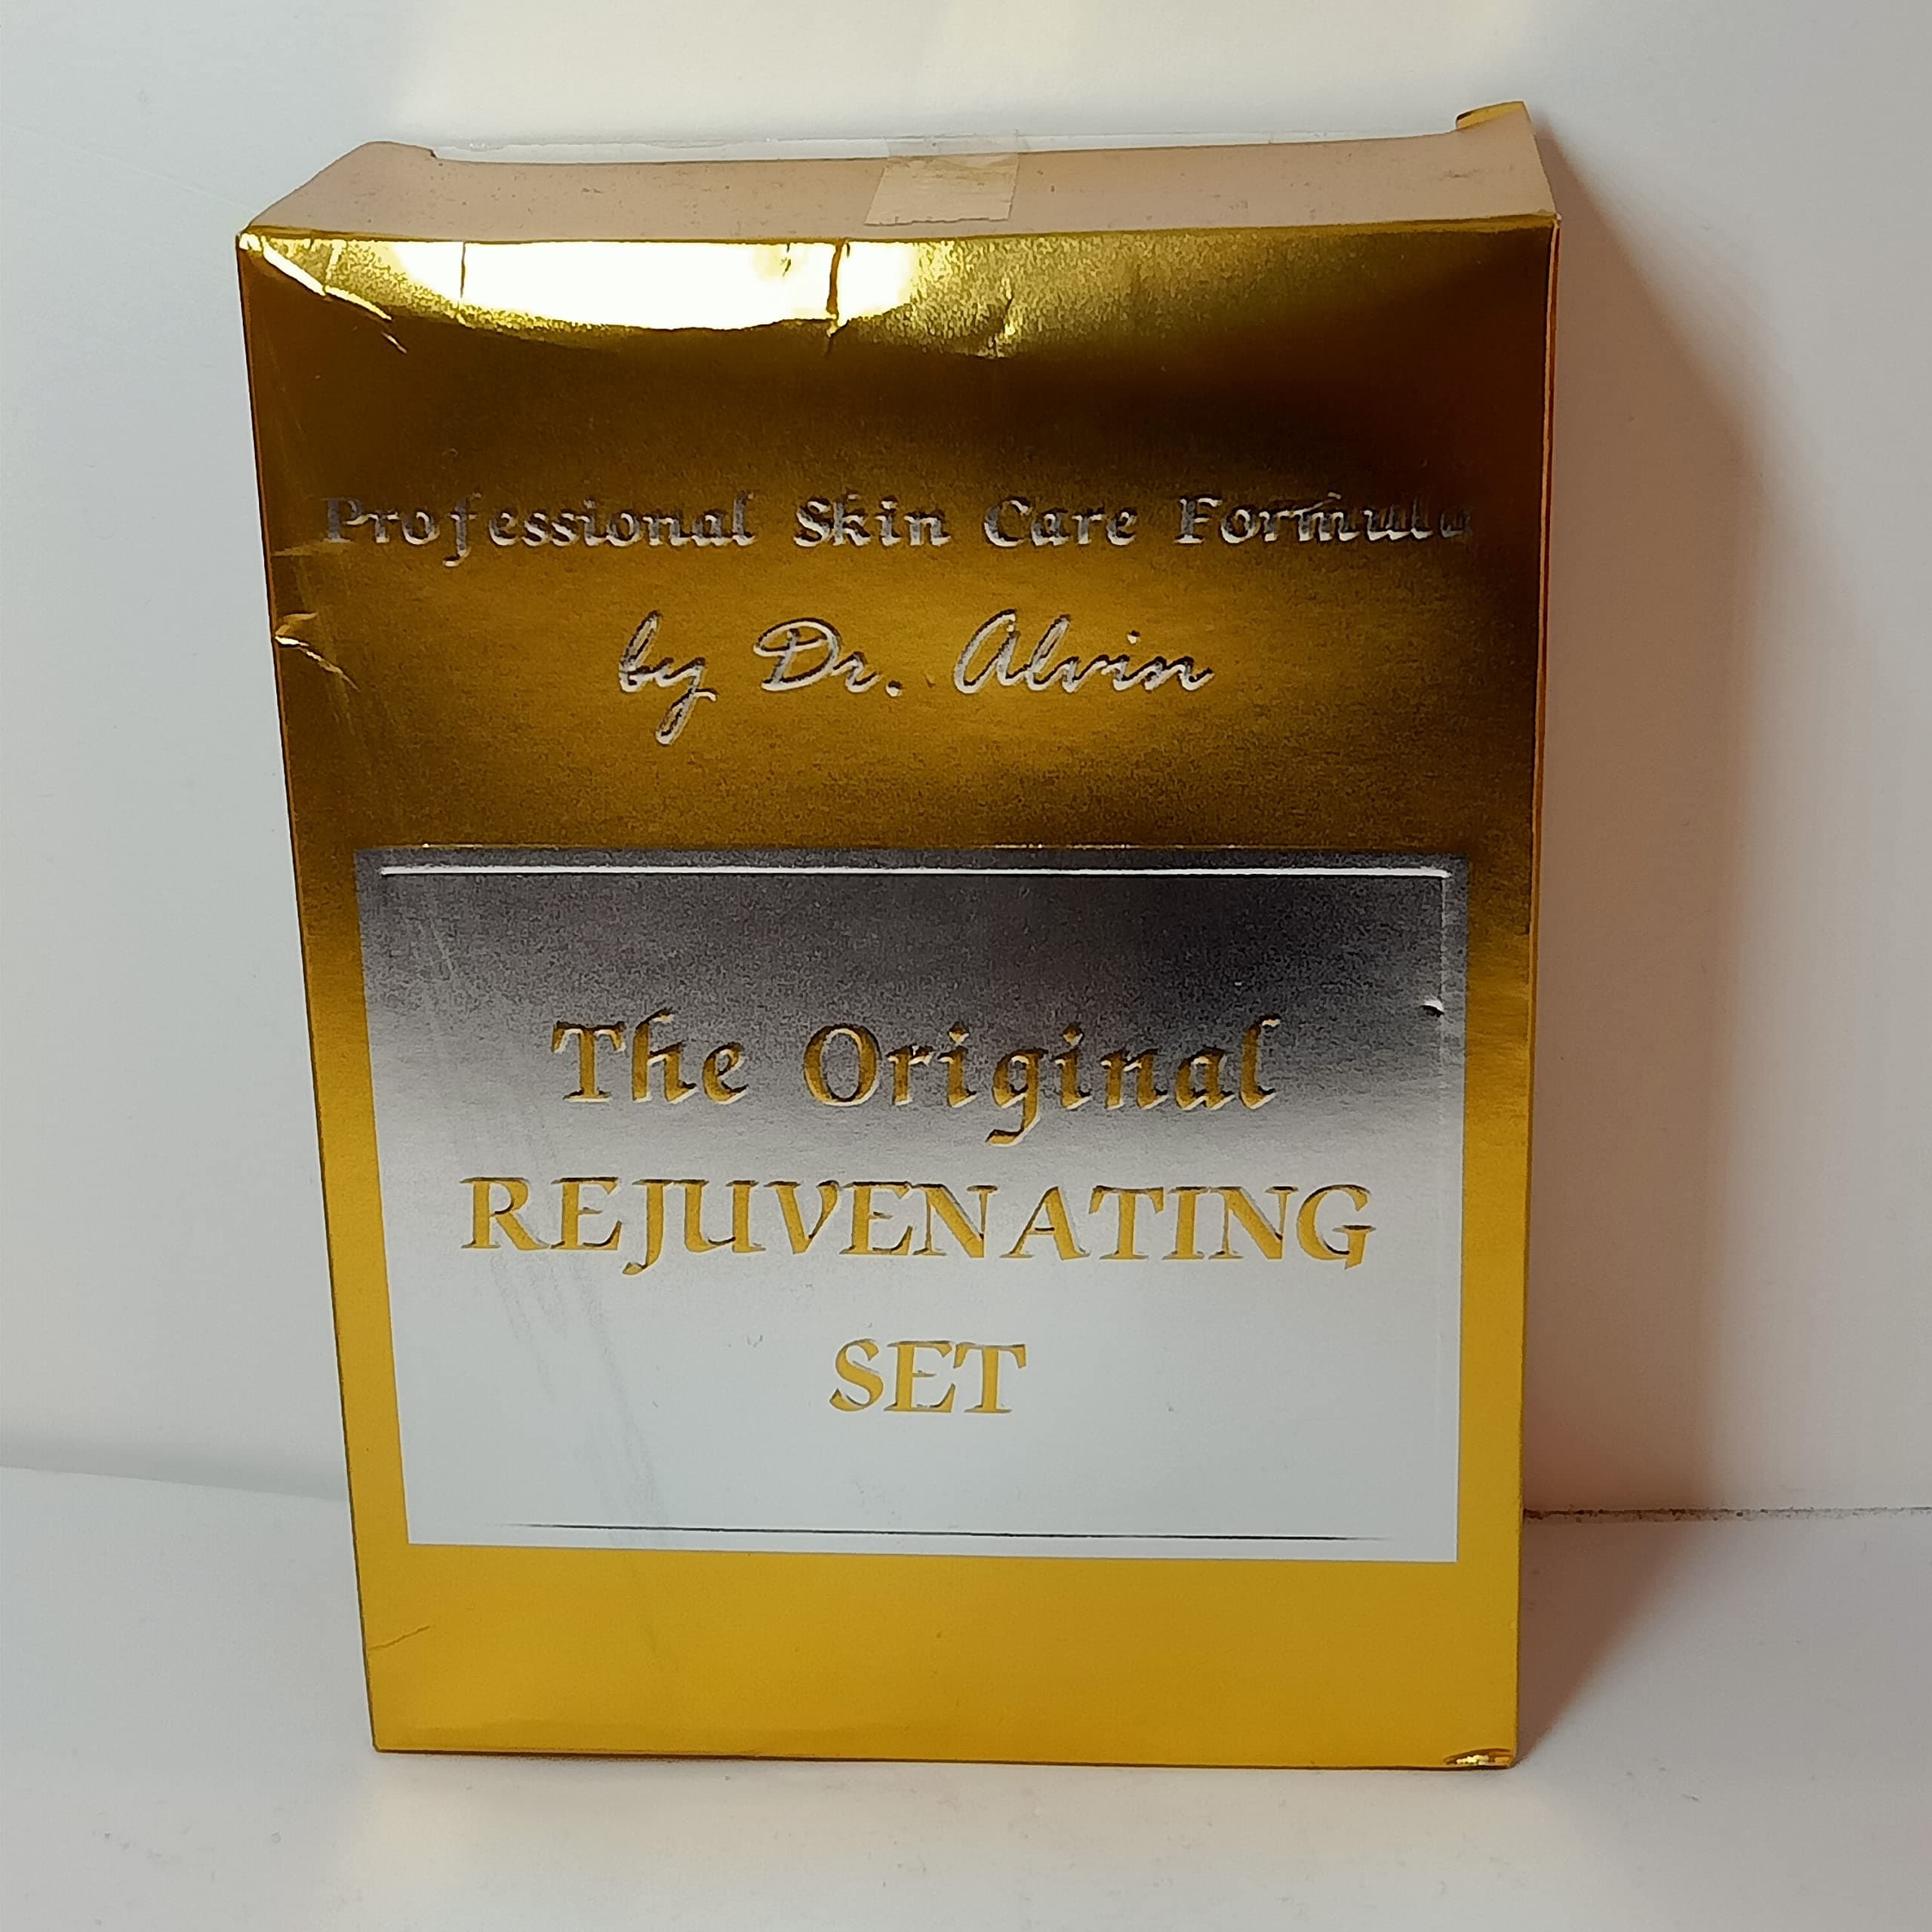 Professional Skin Care Formula
by Dr. Alvin
The Original
REJUVENATING
SET